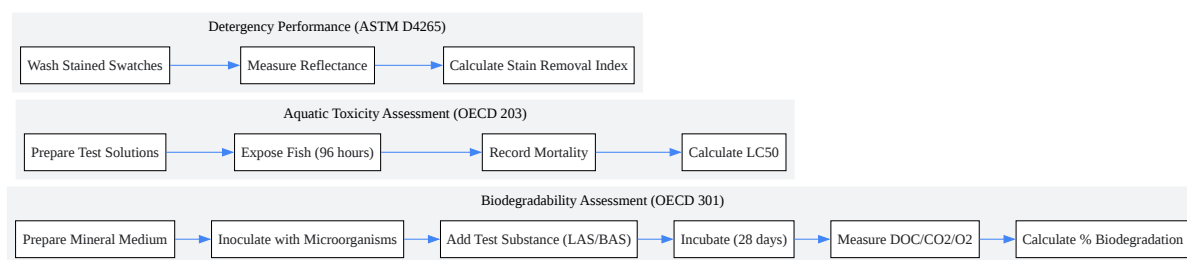 Detergency Performance (ASTM D4265)
Wash Stained Swatches
Measure Reflectance
Calculate Stain Removal Index
Aquatic Toxicity Assessment (OECD 203)
Prepare Test Solutions
Expose Fish (96 hours)
Record Mortality
Calculate LC50
Biodegradability Assessment (OECD 301)
Prepare Mineral Medium
Inoculate with Microorganisms
Add Test Substance (LAS/BAS)
Incubate (28 days)
Measure DOC/CO2/O2
Calculate % Biodegradation